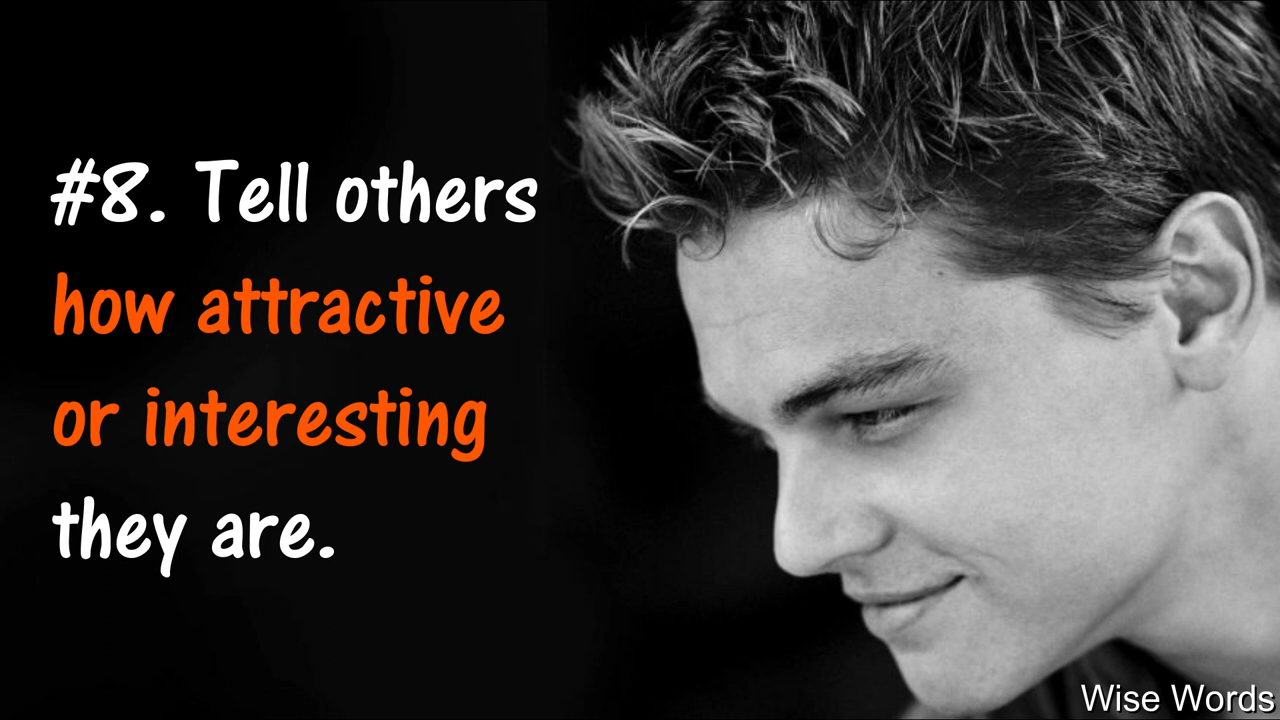 #8. Tell others
how attractive
or interesting
they are.
Wise Words